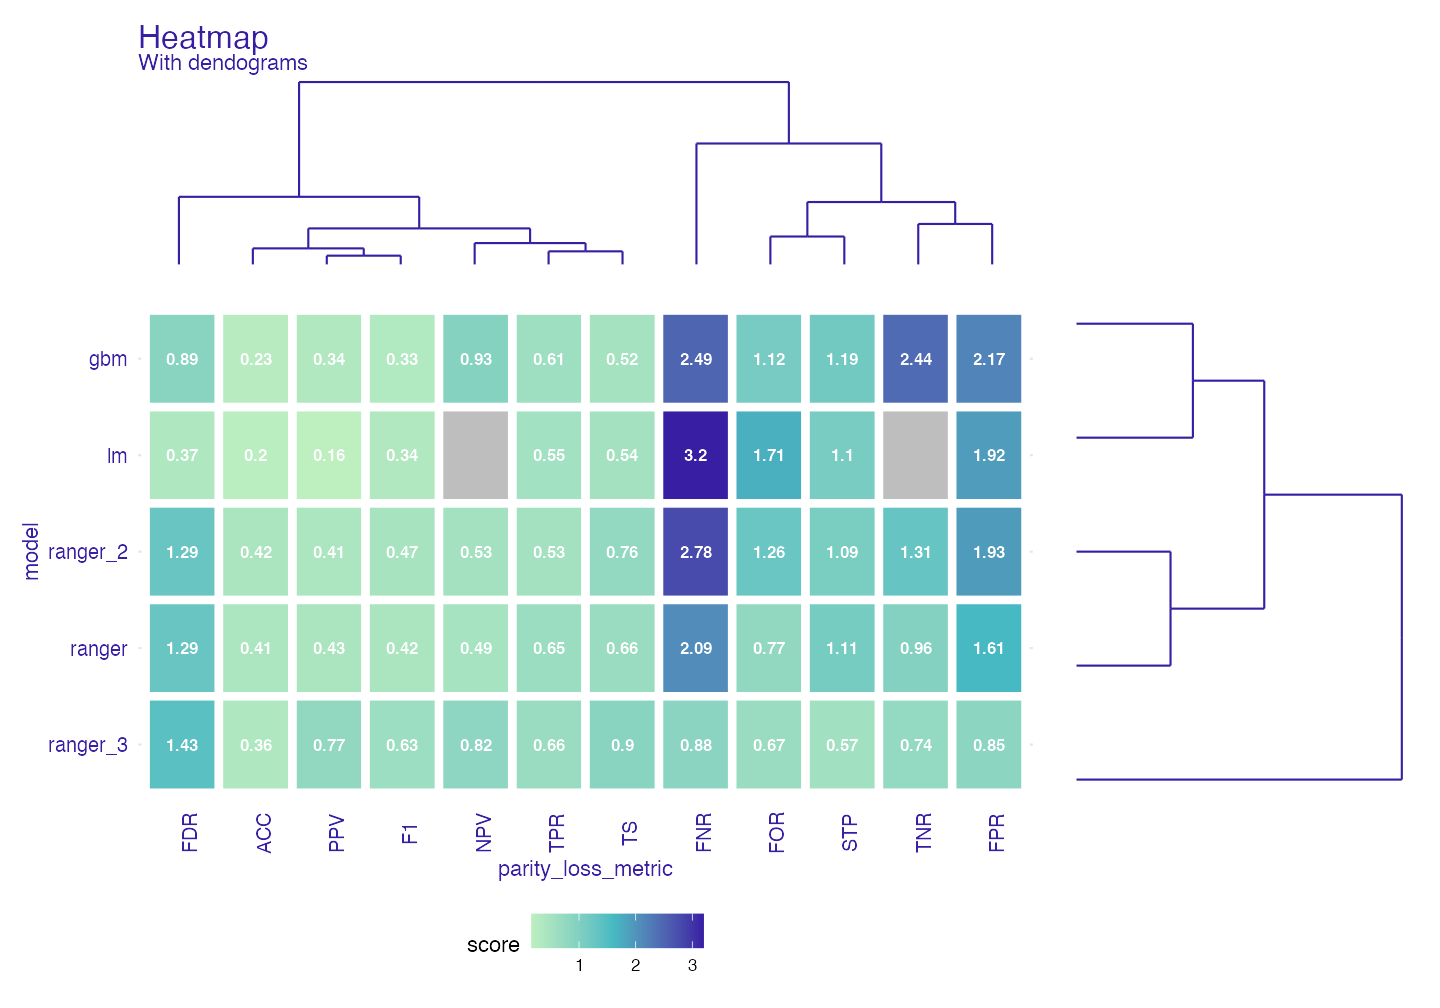 Heatmap
With dendograms
gbm 0.89 0.23 0.34 0.33 0.93 0.61 0.52 2.49 1.12 1.19 2.44 2.17
lm 0.37 0.2 0.16 0.34 0.55 0.54 3.2 1.71 1.1 1.92
ranger_2 1.29 0.42 0.41 0.47 0.53 0.53 0.76 2.78 1.26 1.09 1.31 1.93
ranger 1.29 0.41 0.43 0.42 0.49 0.65 0.66 2.09 0.77 1.11 0.96 1.61
ranger_3 1.43 0.36 0.77 0.63 0.82 0.66 0.9 0.88 0.67 0.57 0.74 0.85
model
FDR ACC PPV F1 NPV TPR TS FNR FOR STP TNR FPR
parity_loss_metric
score
1 2 3